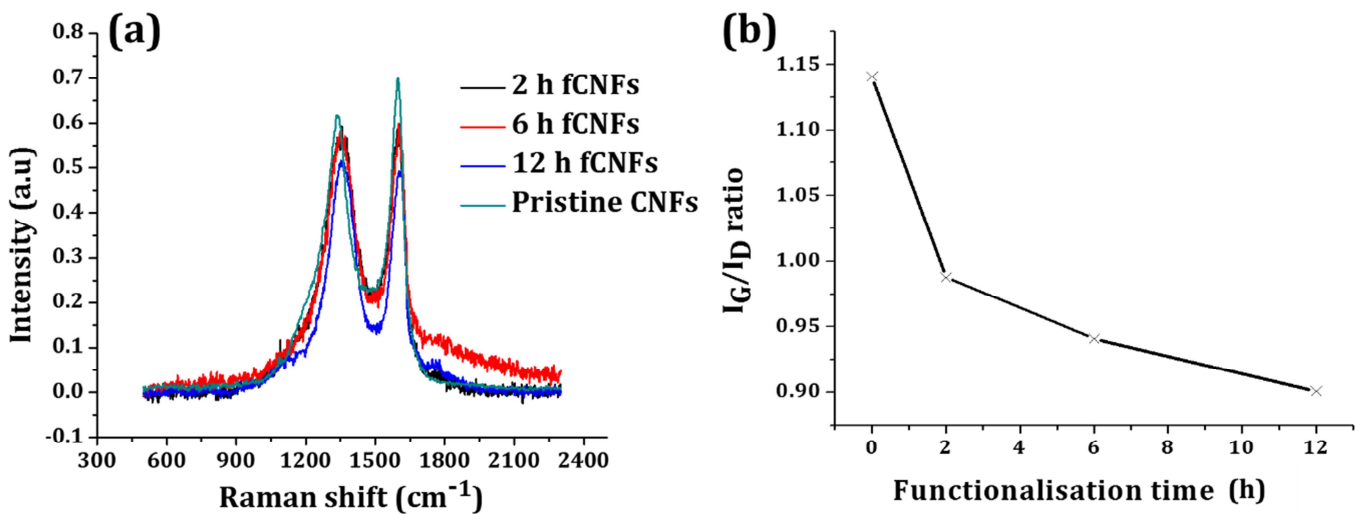 (a)
0.8
0.7
0.6
0.5
0.4
0.3
0.2
0.1
0.0
-0.1
Intensity (a.u)
2 h fCNFs
6 h fCNFs
12 h fCNFs
Pristine CNFs
300 600 900 1200 1500 1800 2100 2400
Raman shift (cm⁻¹)
(b)
1.15
1.10
1.05
1.00
0.95
0.90
I_G/I_D ratio
0 2 4 6 8 10 12
Functionalisation time (h)